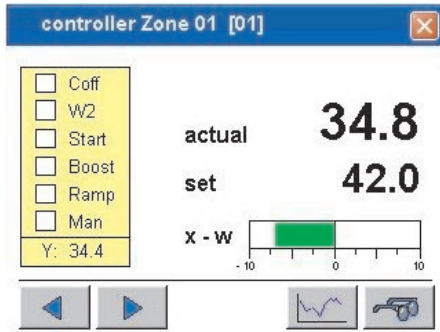 controller Zone 01 [01]
Coff
W2
Start
Boost
Ramp
Man
Y: 34.4
actual 34.8
set 42.0
x - w
- 10 0 10